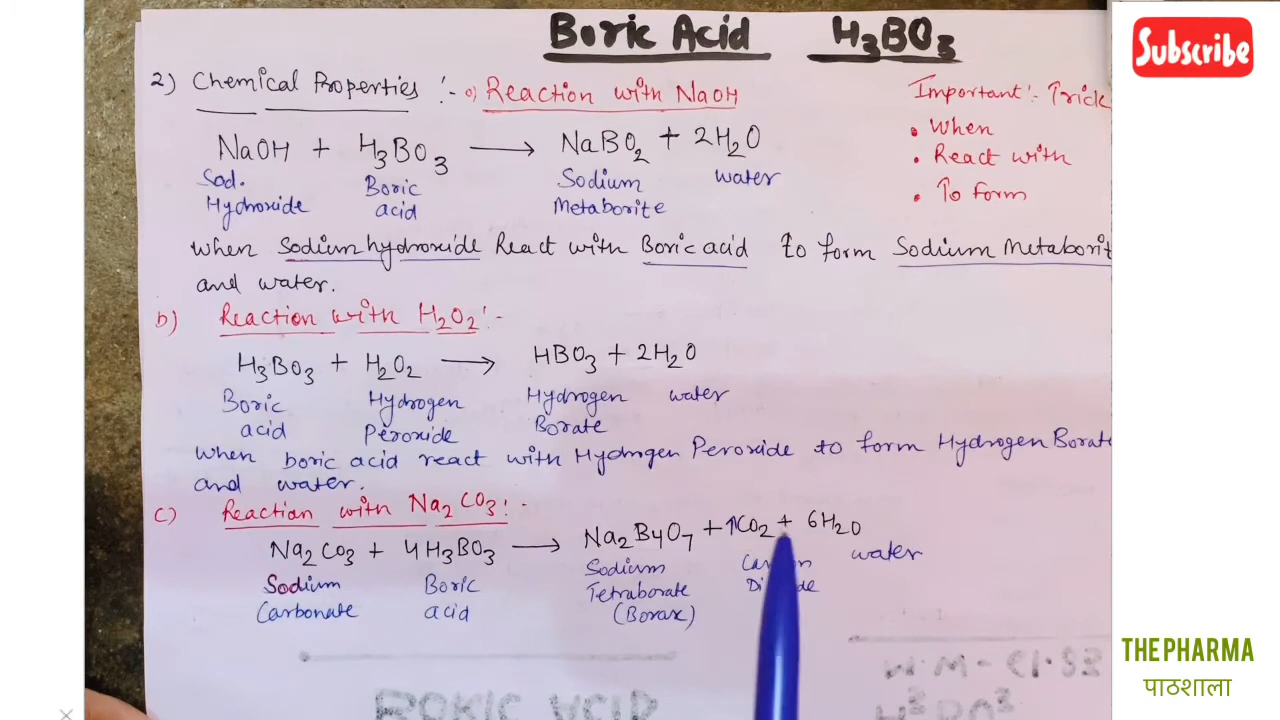 Boric Acid H₃BO₃
Subscribe
2) Chemical Properties :- a) Reaction with NaOH
Important :- Trick
• When
• React with
• To form
NaOH + H₃BO₃ ⟶ NaBO₂ + 2H₂O
Sod. Boric Sodium water
Hydroxide acid Metaborite
when Sodium hydroxide React with Boric acid to form Sodium Metaborit
and water.
b) Reaction with H₂O₂ :-
H₃BO₃ + H₂O₂ ⟶ HBO₃ + 2H₂O
Boric Hydrogen Hydrogen water
acid Peroxide Borate
when boric acid react with Hydrogen Peroxide to form Hydrogen Borate
and water.
c) Reaction with Na₂CO₃ :-
Na₂CO₃ + 4H₃BO₃ ⟶ Na₂B₄O₇ + ↑CO₂ + 6H₂O
Sodium Boric Sodium water
Carbonate acid Tetraborate
(Borax)
BORIC ACID
H₃BO₃
THE PHARMA
पाठशाला